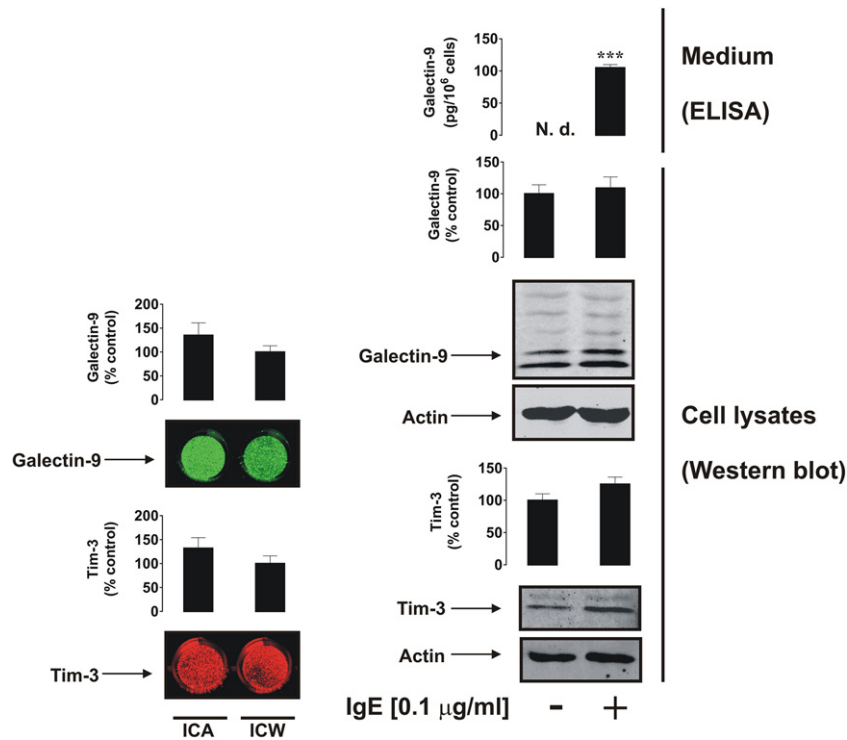 Galectin-9
(pg/10⁶ cells)
150
100
50
0
N. d.
***
Medium
(ELISA)
Galectin-9
(% control)
150
100
50
0
Galectin-9
Actin
Tim-3
(% control)
150
100
50
0
Tim-3
Actin
IgE [0.1 µg/ml]
-
+
Cell lysates
(Western blot)
Galectin-9
(% control)
200
150
100
50
0
Galectin-9
Tim-3
(% control)
200
150
100
50
0
Tim-3
ICA
ICW